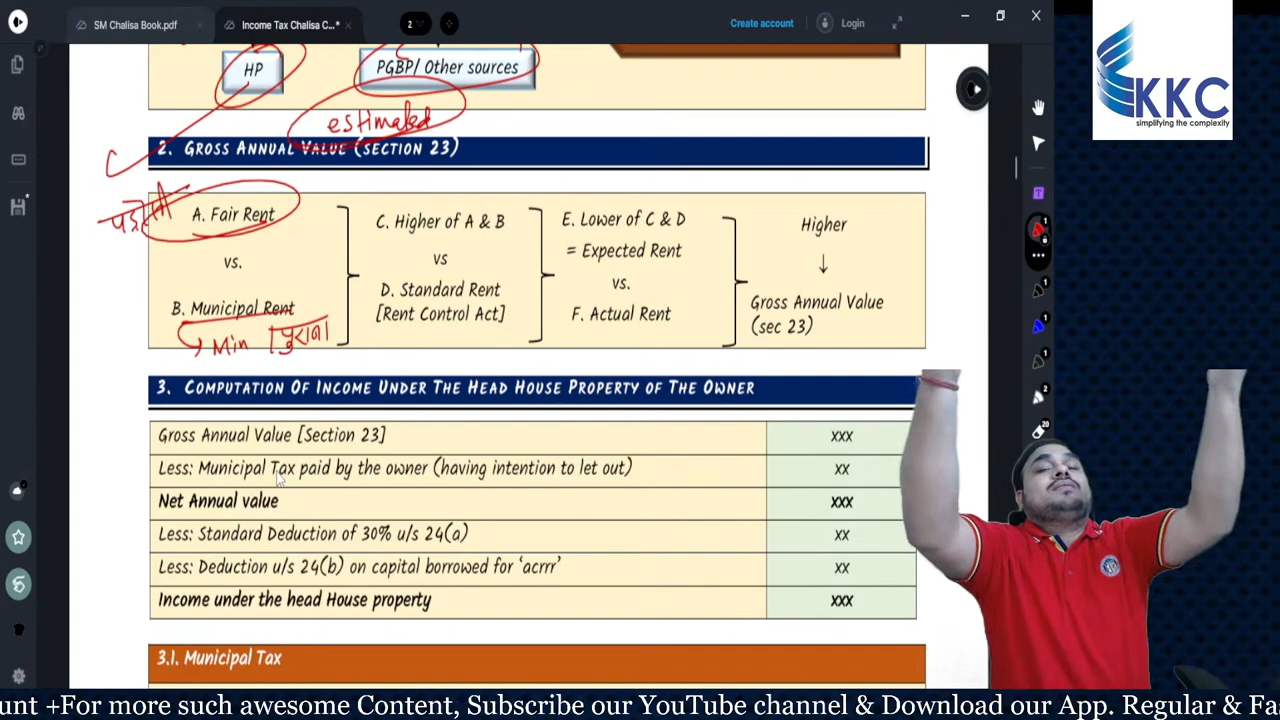 SM Chalisa Book.pdf
Income Tax Chalisa C...*
2
Create account
Login
KKC
simplifying the complexity
HP
PGBP/ Other sources
estimated
2. GROSS ANNUAL VALUE (SECTION 23)
A. Fair Rent
vs.
B. Municipal Rent
Min
पुराना
C. Higher of A & B
vs
D. Standard Rent
[Rent Control Act]
E. Lower of C & D
= Expected Rent
vs.
F. Actual Rent
Higher
↓
Gross Annual Value
(sec 23)
3. COMPUTATION OF INCOME UNDER THE HEAD HOUSE PROPERTY OF THE OWNER
Gross Annual Value [Section 23] XXX
Less: Municipal Tax paid by the owner (having intention to let out) XX
Net Annual value XXX
Less: Standard Deduction of 30% u/s 24(a) XX
Less: Deduction u/s 24(b) on capital borrowed for ‘acrrr’ XX
Income under the head House property XXX
3.1. Municipal Tax
unt +For more such awesome Content, Subscribe our YouTube channel & Download our App. Regular & Fa